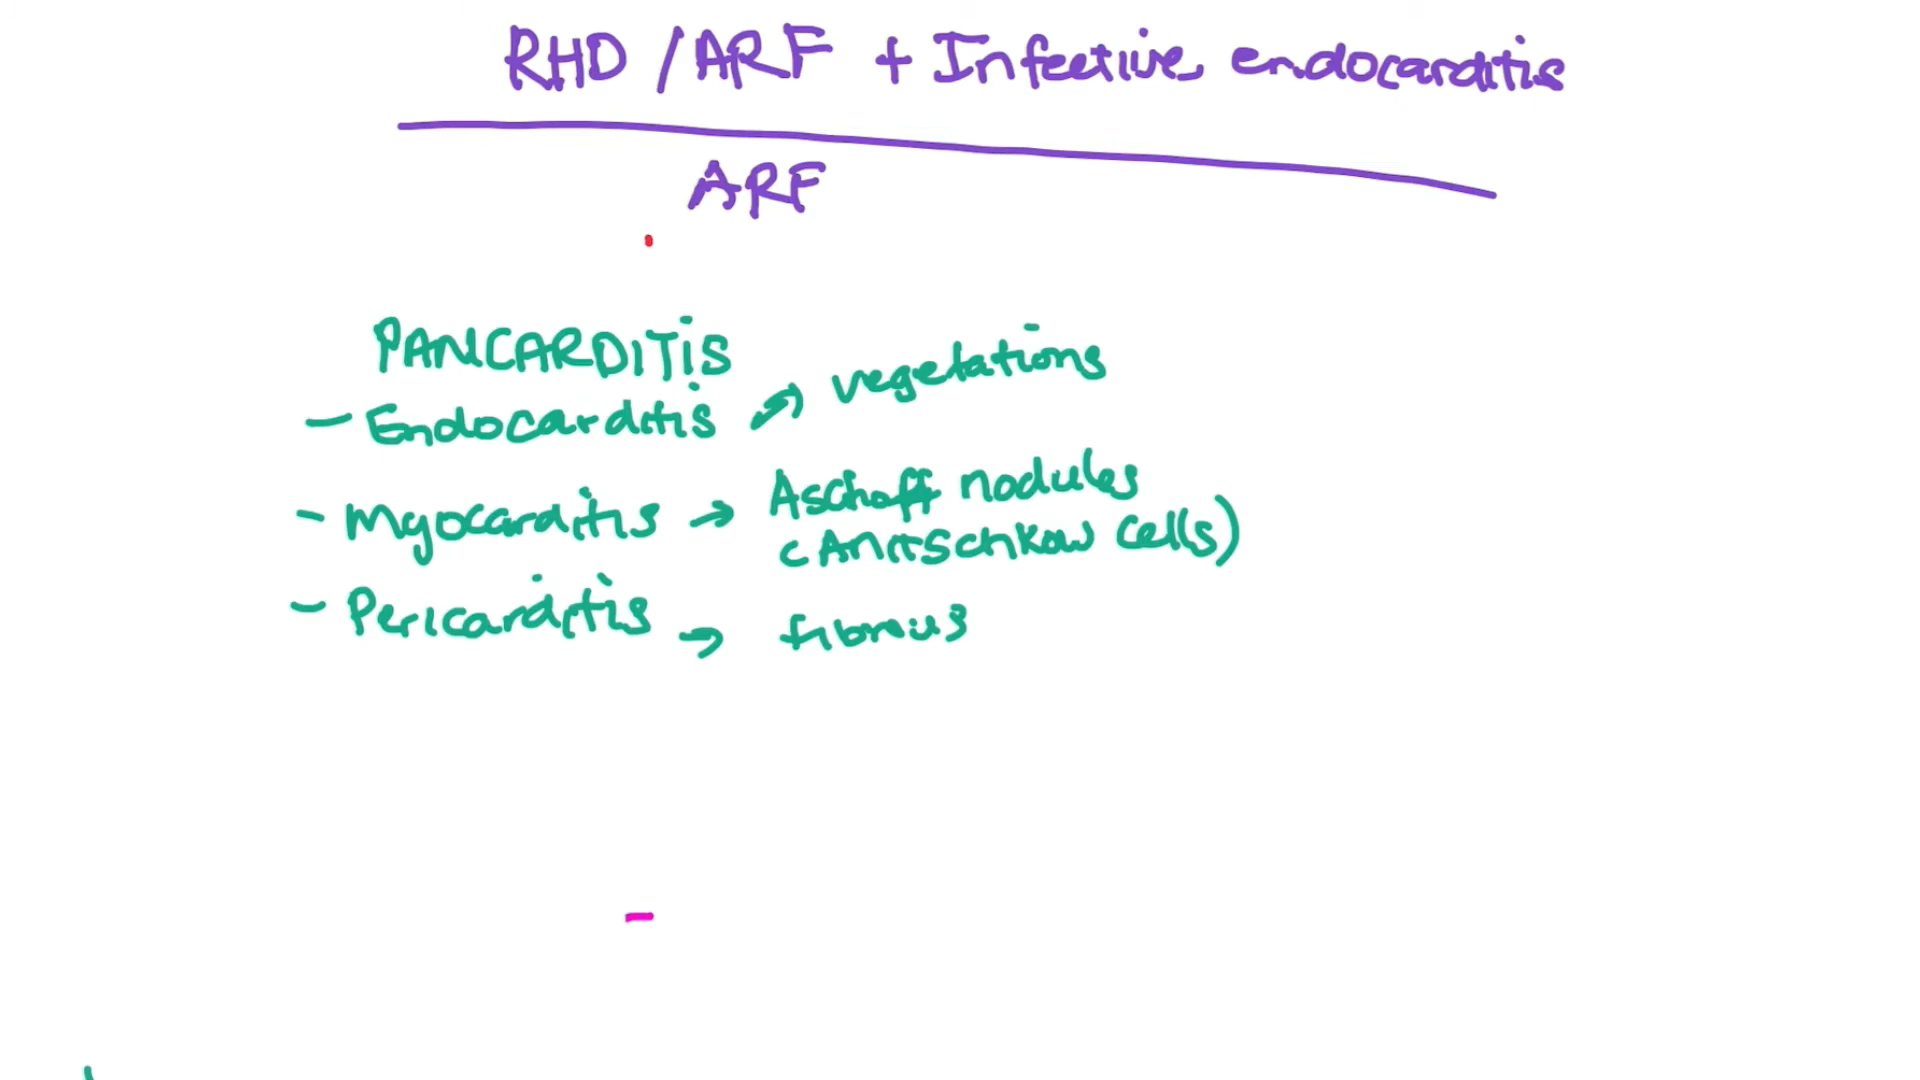 RHD / ARF + Infective endocarditis
ARF
PANCARDITIS
- Endocarditis → vegetations
- Myocarditis → Aschoff nodules
(Anitschkow cells)
- Pericarditis → fibrous